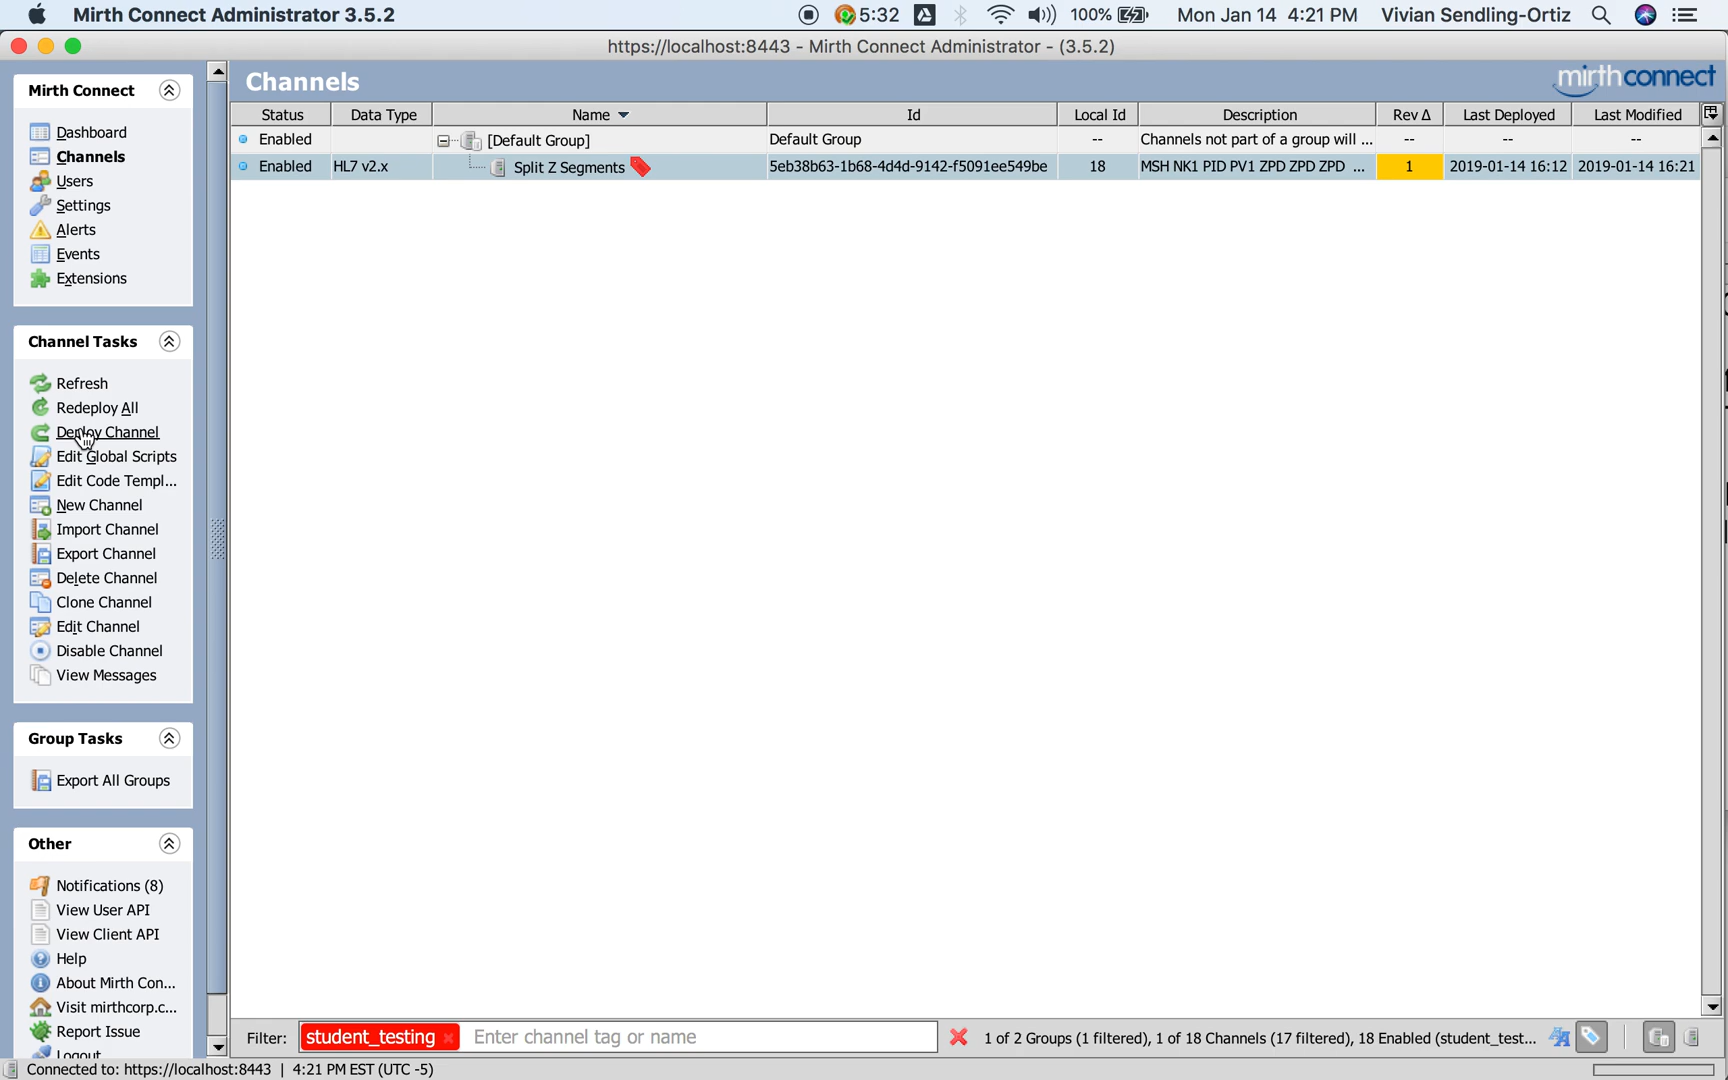 Mirth Connect Administrator 3.5.2
5:32
100%
Mon Jan 14 4:21 PM
Vivian Sendling-Ortiz
https://localhost:8443 - Mirth Connect Administrator - (3.5.2)
Mirth Connect
Dashboard
Channels
Users
Settings
Alerts
Events
Extensions
Channel Tasks
Refresh
Redeploy All
Deploy Channel
Edit Global Scripts
Edit Code Templ...
New Channel
Import Channel
Export Channel
Delete Channel
Clone Channel
Edit Channel
Disable Channel
View Messages
Group Tasks
Export All Groups
Other
Notifications (8)
View User API
View Client API
Help
About Mirth Con...
Visit mirthcorp.c...
Report Issue
Logout
Channels
mirthconnect
Status Data Type Name Id Local Id Description Rev Δ Last Deployed Last Modified
Enabled [Default Group] Default Group -- Channels not part of a group will ... -- -- --
Enabled HL7 v2.x Split Z Segments 5eb38b63-1b68-4d4d-9142-f5091ee549be 18 MSH NK1 PID PV1 ZPD ZPD ZPD ... 1 2019-01-14 16:12 2019-01-14 16:21
Filter: student_testing × Enter channel tag or name 1 of 2 Groups (1 filtered), 1 of 18 Channels (17 filtered), 18 Enabled (student_test...
Connected to: https://localhost:8443 | 4:21 PM EST (UTC -5)